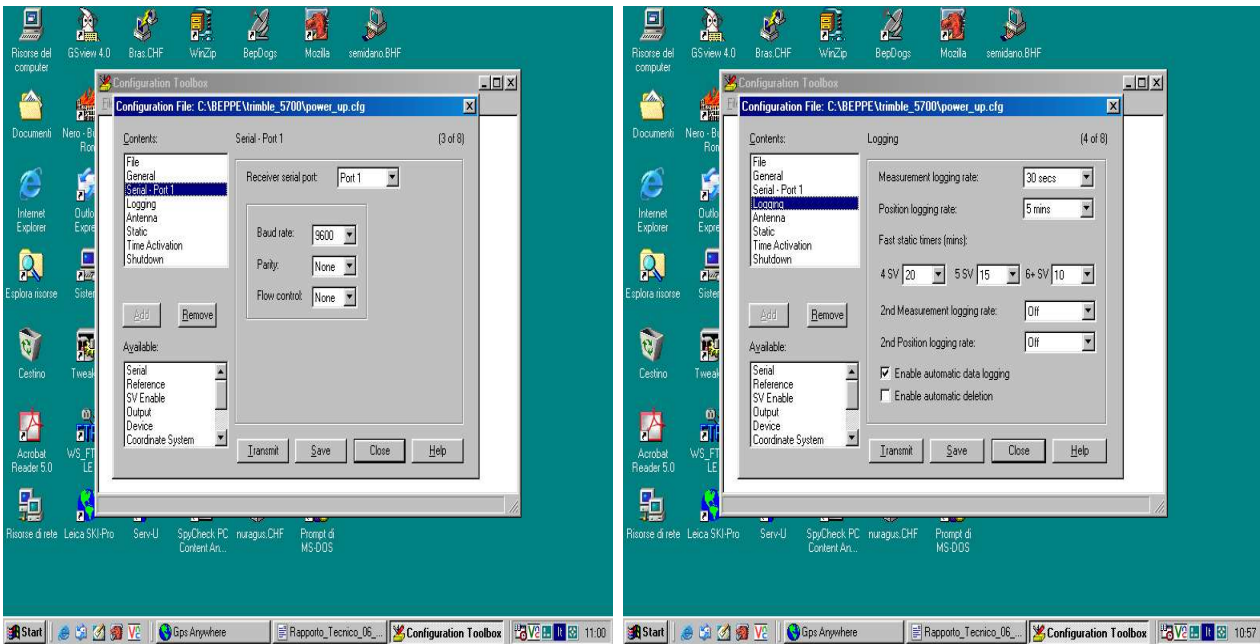 Risorse del computer
GSview 4.0
Bras.CHF
WinZip
BepDogs
Mozilla
semidano.BHF
Documenti
Internet Explorer
Esplora risorse
Cestino
Acrobat Reader 5.0
Risorse di rete
Leica SKI-Pro
Serv-U
SpyCheck PC Content An...
nuragus.CHF
Prompt di MS-DOS
Configuration Toolbox
Configuration File: C:\BEPPE\trimble_5700\power_up.cfg
Contents:
Serial - Port 1
(3 of 8)
File
General
Serial - Port 1
Logging
Antenna
Static
Time Activation
Shutdown
Receiver serial port:
Port 1
Baud rate:
9600
Parity:
None
Flow control:
None
Add
Remove
Available:
Serial
Reference
SV Enable
Output
Device
Coordinate System
Transmit
Save
Close
Help
Start
Gps Anywhere
Rapporto_Tecnico_06_...
Configuration Toolbox
11:00
Risorse del computer
GSview 4.0
Bras.CHF
WinZip
BepDogs
Mozilla
semidano.BHF
Documenti
Internet Explorer
Esplora risorse
Cestino
Acrobat Reader 5.0
Risorse di rete
Leica SKI-Pro
Serv-U
SpyCheck PC Content An...
nuragus.CHF
Prompt di MS-DOS
Configuration Toolbox
Configuration File: C:\BEPPE\trimble_5700\power_up.cfg
Contents:
Logging
(4 of 8)
File
General
Serial - Port 1
Logging
Antenna
Static
Time Activation
Shutdown
Measurement logging rate:
30 secs
Position logging rate:
5 mins
Fast static timers (mins):
4 SV 20
5 SV 15
6+ SV 10
2nd Measurement logging rate:
Off
2nd Position logging rate:
Off
Enable automatic data logging
Enable automatic deletion
Add
Remove
Available:
Serial
Reference
SV Enable
Output
Device
Coordinate System
Transmit
Save
Close
Help
Start
Gps Anywhere
Rapporto_Tecnico_06_...
Configuration Toolbox